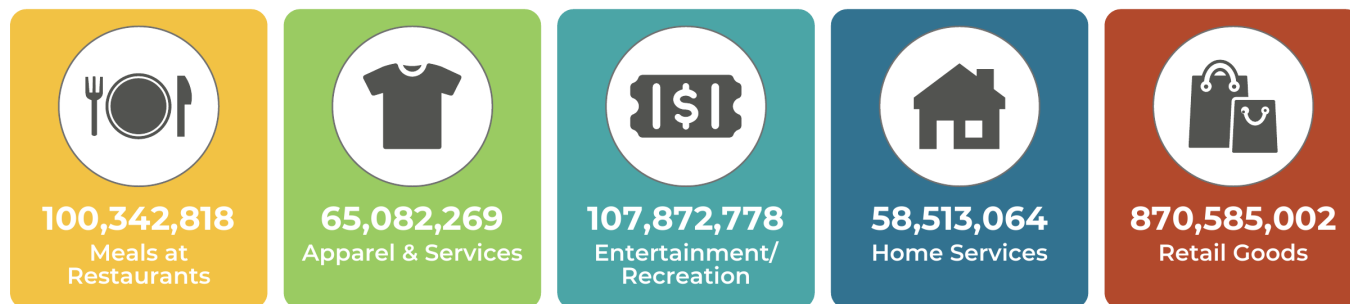 100,342,818
Meals at
Restaurants
65,082,269
Apparel & Services
$
107,872,778
Entertainment/
Recreation
58,513,064
Home Services
870,585,002
Retail Goods